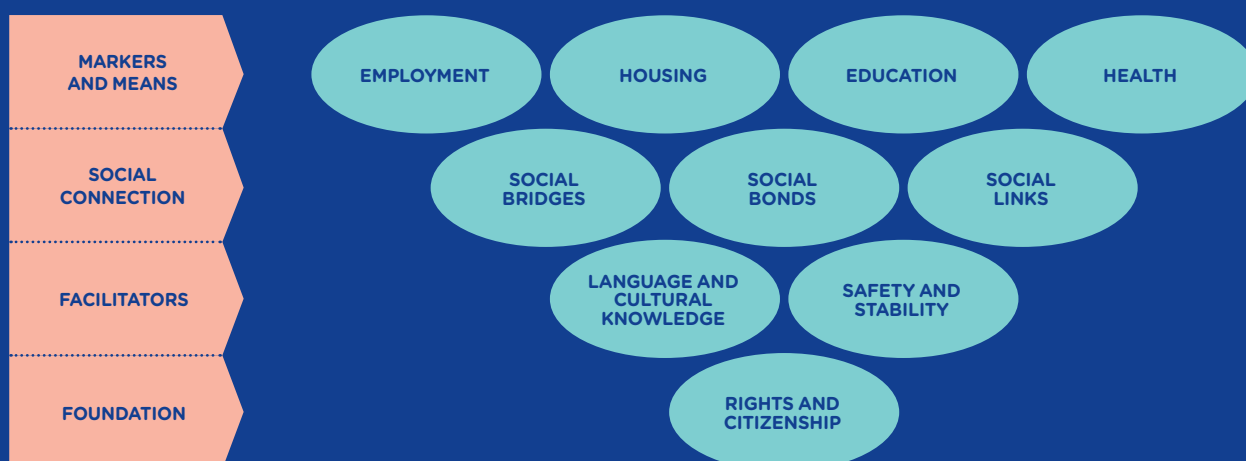 MARKERS
AND MEANS
EMPLOYMENT
HOUSING
EDUCATION
HEALTH
SOCIAL
CONNECTION
SOCIAL
BRIDGES
SOCIAL
BONDS
SOCIAL
LINKS
FACILITATORS
LANGUAGE AND
CULTURAL
KNOWLEDGE
SAFETY AND
STABILITY
FOUNDATION
RIGHTS AND
CITIZENSHIP